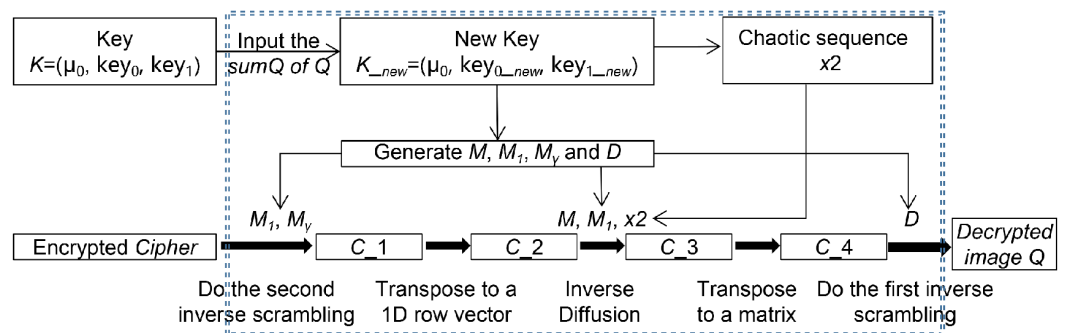 Key
K=(μ0, key0, key1)
Input the
sumQ of Q
New Key
K_new=(μ0, key0_new, key1_new)
Chaotic sequence
x2
Generate M, M1, Mγ and D
M1, Mγ
M, M1, x2
D
Encrypted Cipher
C_1
C_2
C_3
C_4
Decrypted
image Q
Do the second
inverse scrambling
Transpose to a
1D row vector
Inverse
Diffusion
Transpose
to a matrix
Do the first inverse
scrambling